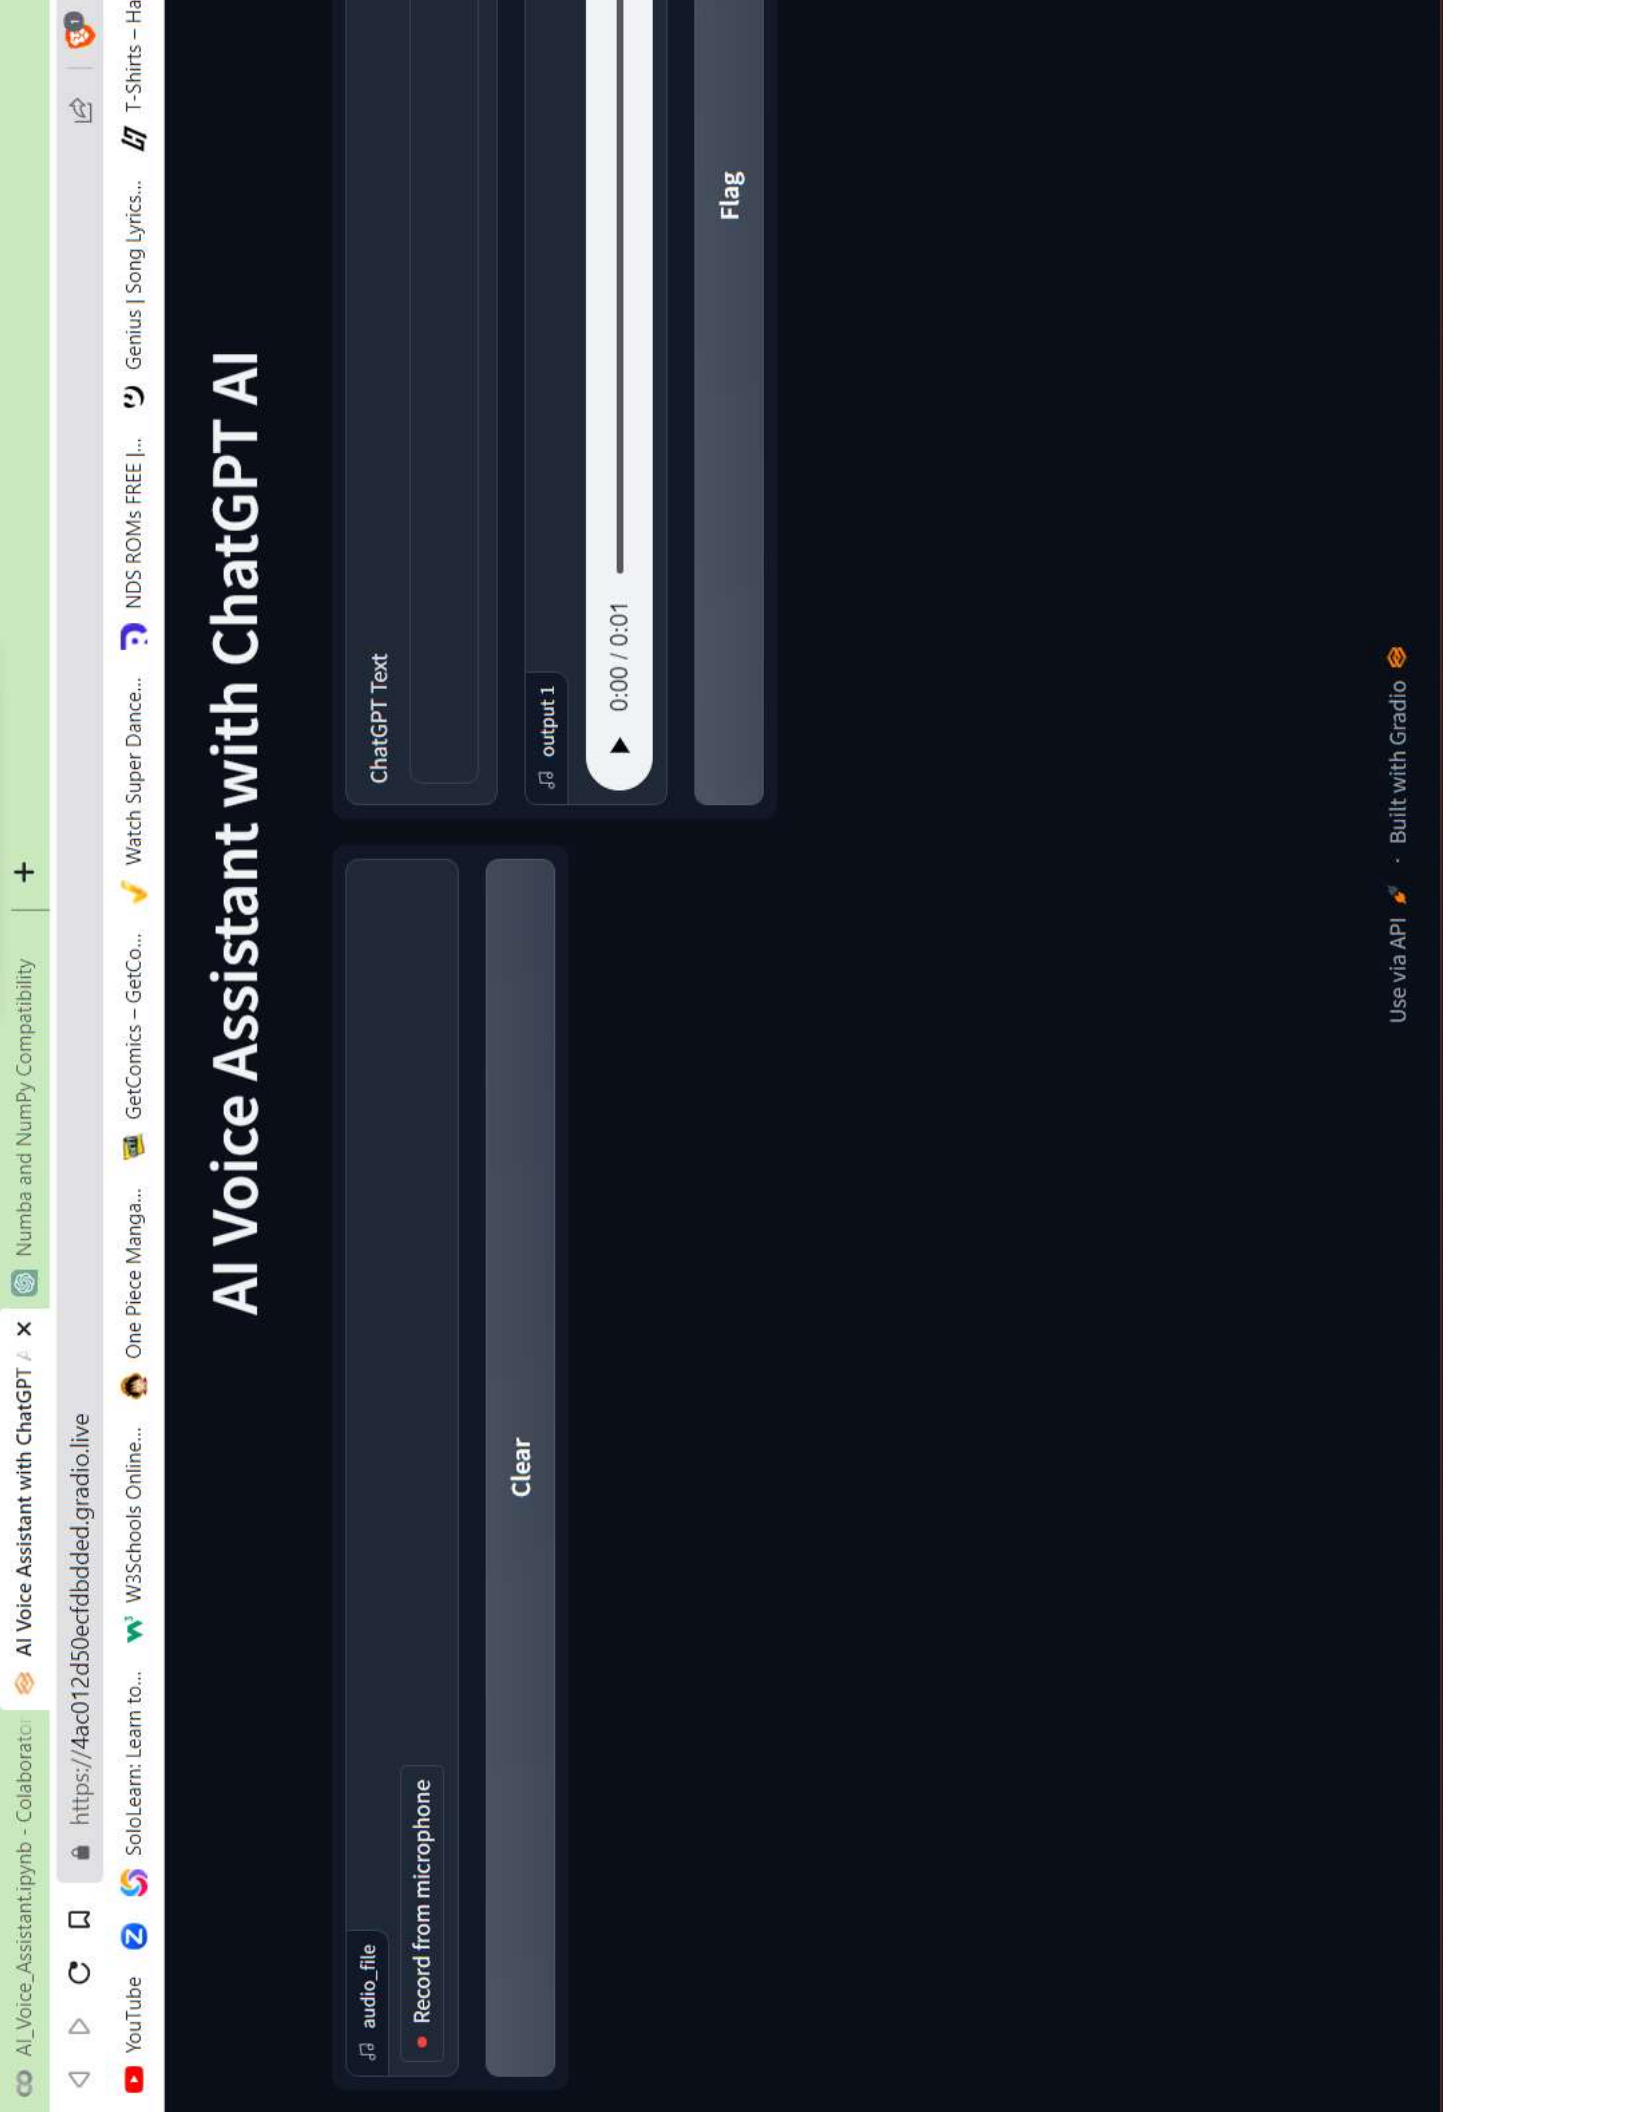 AI_Voice_Assistant.ipynb - Colaborator
AI Voice Assistant with ChatGPT A
Numba and NumPy Compatibility
https://4ac012d50ecfdbdded.gradio.live
1
YouTube
SoloLearn: Learn to...
W3Schools Online...
One Piece Manga...
GetComics – GetCo...
Watch Super Dance...
NDS ROMs FREE |...
Genius | Song Lyrics...
T-Shirts – Ha
AI Voice Assistant with ChatGPT AI
audio_file
Record from microphone
Clear
ChatGPT Text
output 1
0:00 / 0:01
Flag
Use via API · Built with Gradio